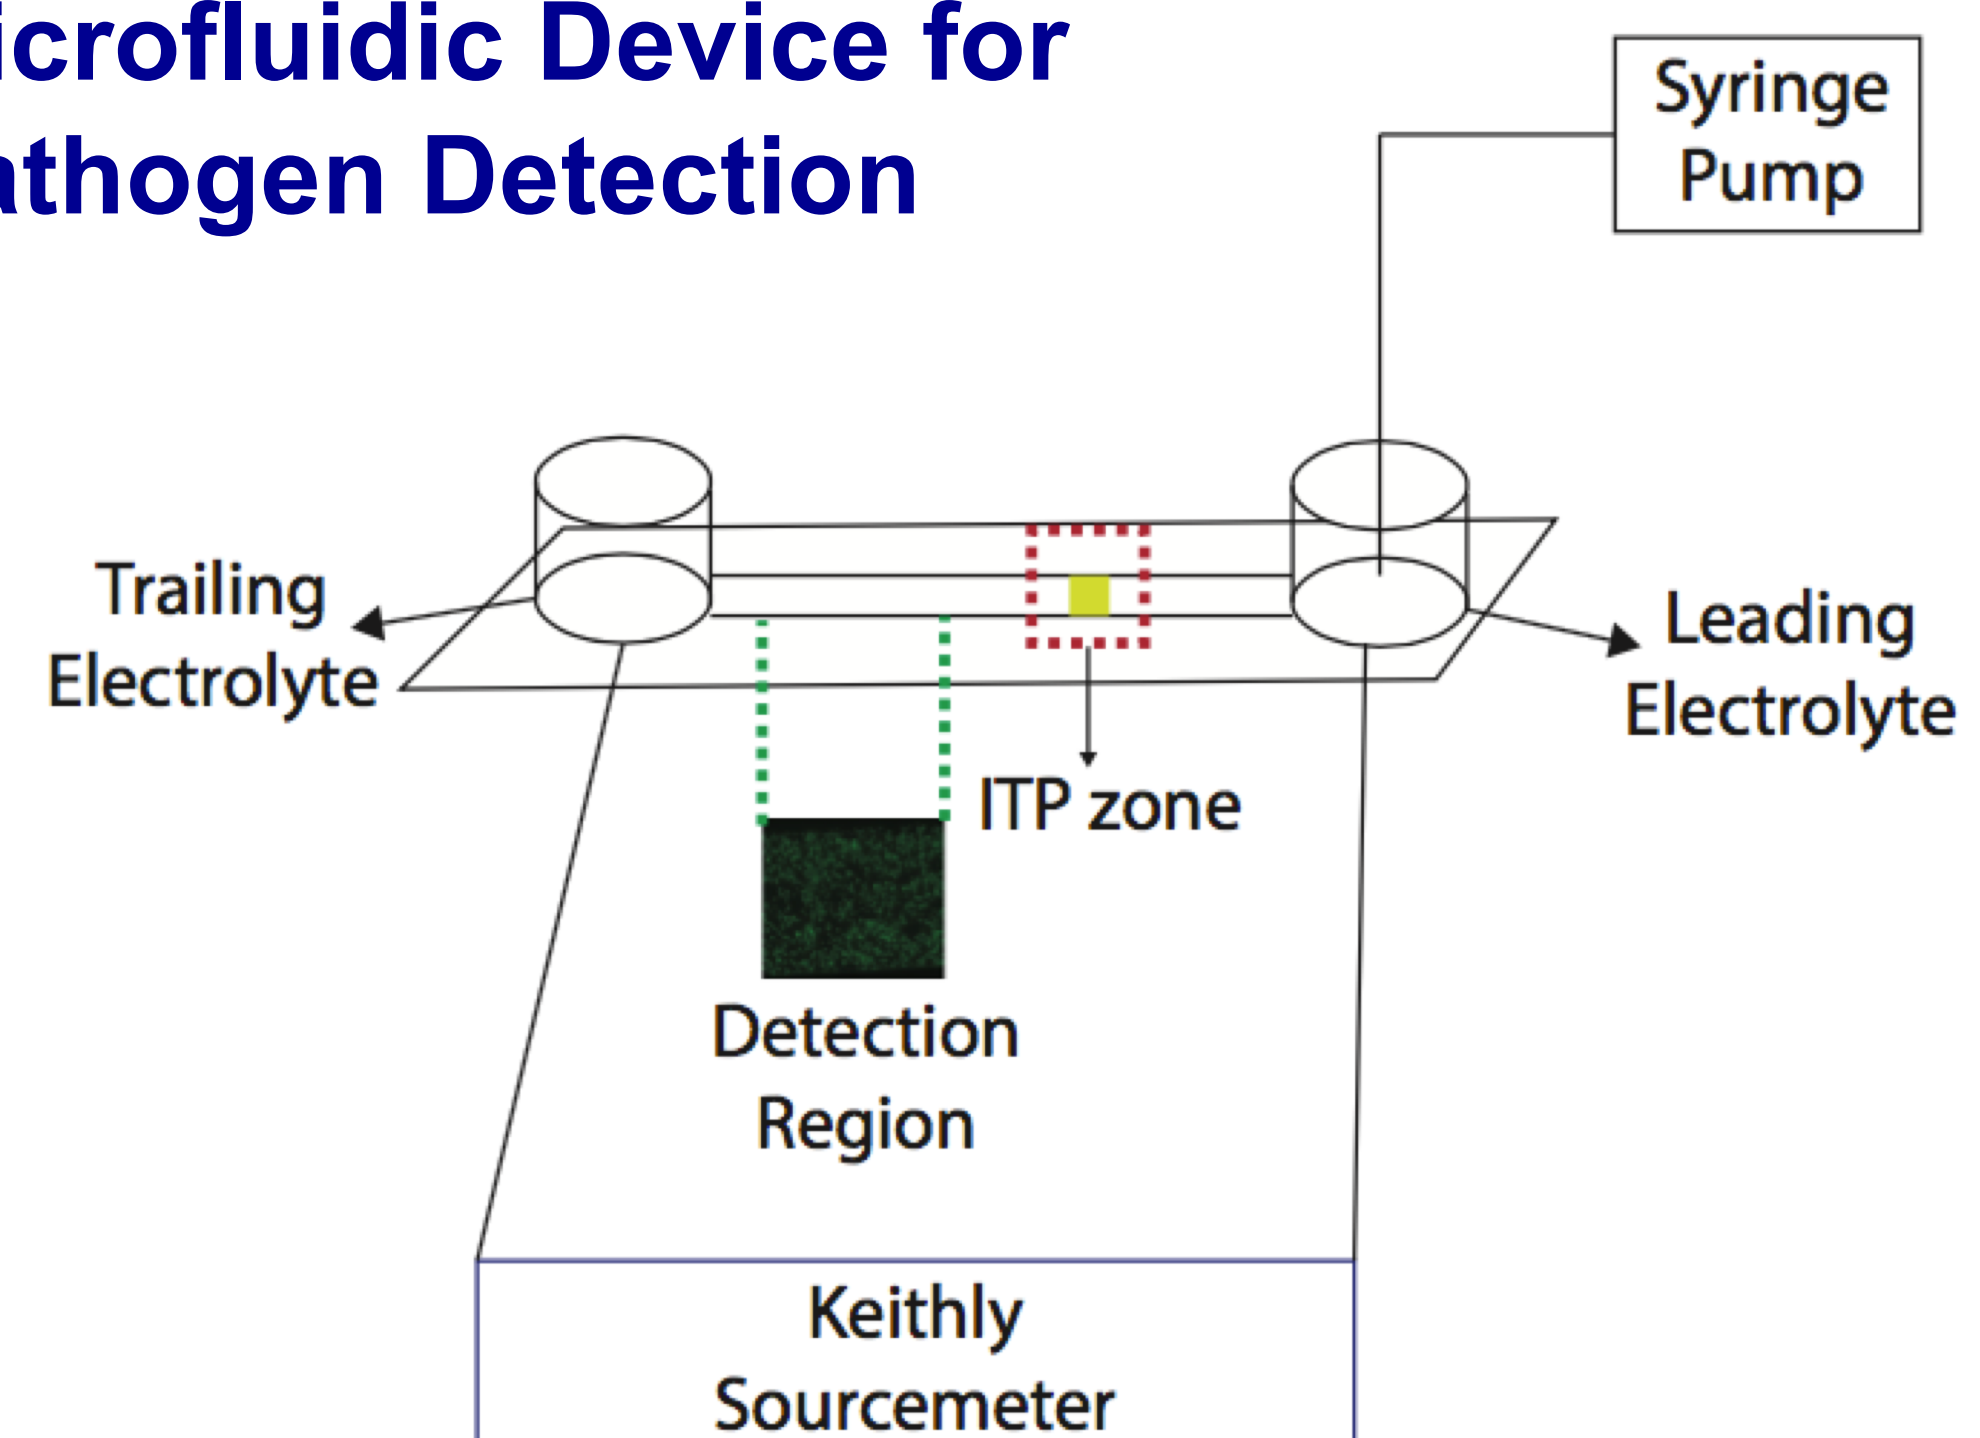 icrofluidic Device for
athogen Detection
Syringe
Pump
Trailing
Electrolyte
Leading
Electrolyte
ITP zone
Detection
Region
Keithly
Sourcemeter